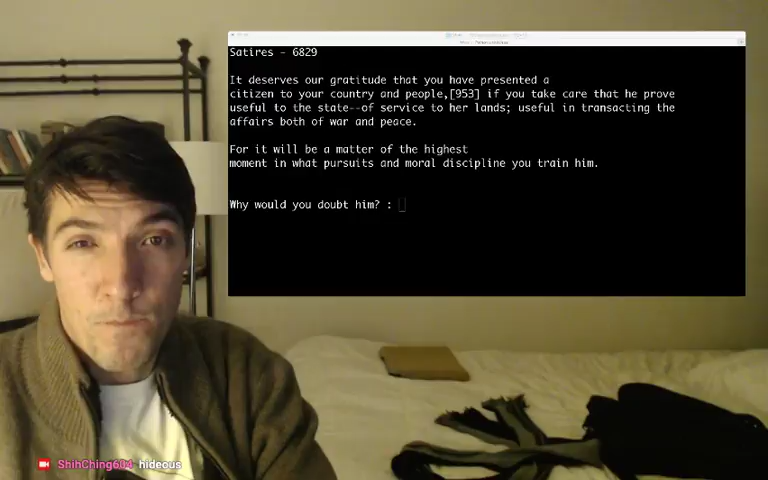 Satires - 6829
It deserves our gratitude that you have presented a
citizen to your country and people,[953] if you take care that he prove
useful to the state--of service to her lands; useful in transacting the
affairs both of war and peace.
For it will be a matter of the highest
moment in what pursuits and moral discipline you train him.
Why would you doubt him? :
ShihChing604 hideous